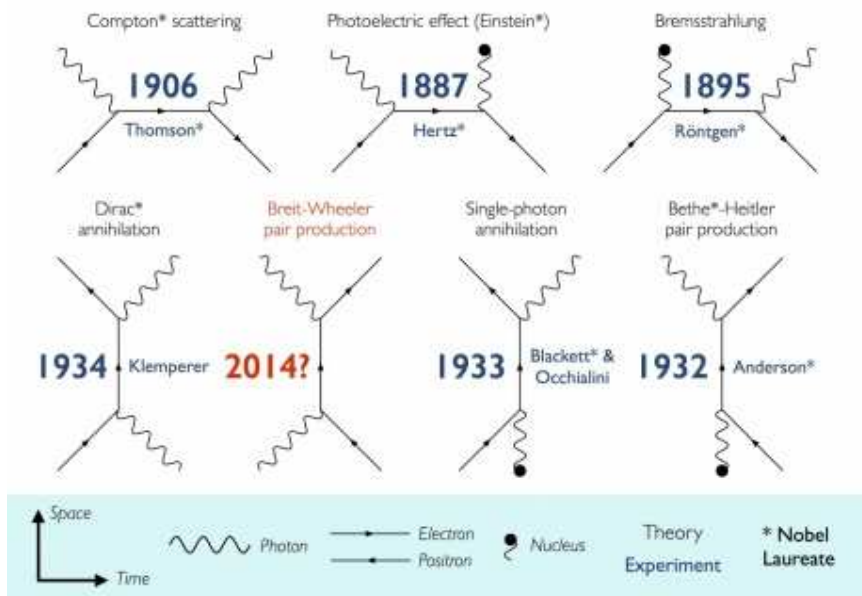 Compton* scattering
Photoelectric effect (Einstein*)
Bremsstrahlung
1906
1887
1895
Thomson*
Hertz*
Röntgen*
Dirac*
annihilation
Breit-Wheeler
pair production
Single-photon
annihilation
Bethe*-Heitler
pair production
1934
Klemperer
2014?
1933
Blackett* &
Occhialini
1932
Anderson*
Space
Time
Photon
Electron
Positron
Nucleus
Theory
Experiment
* Nobel
Laureate